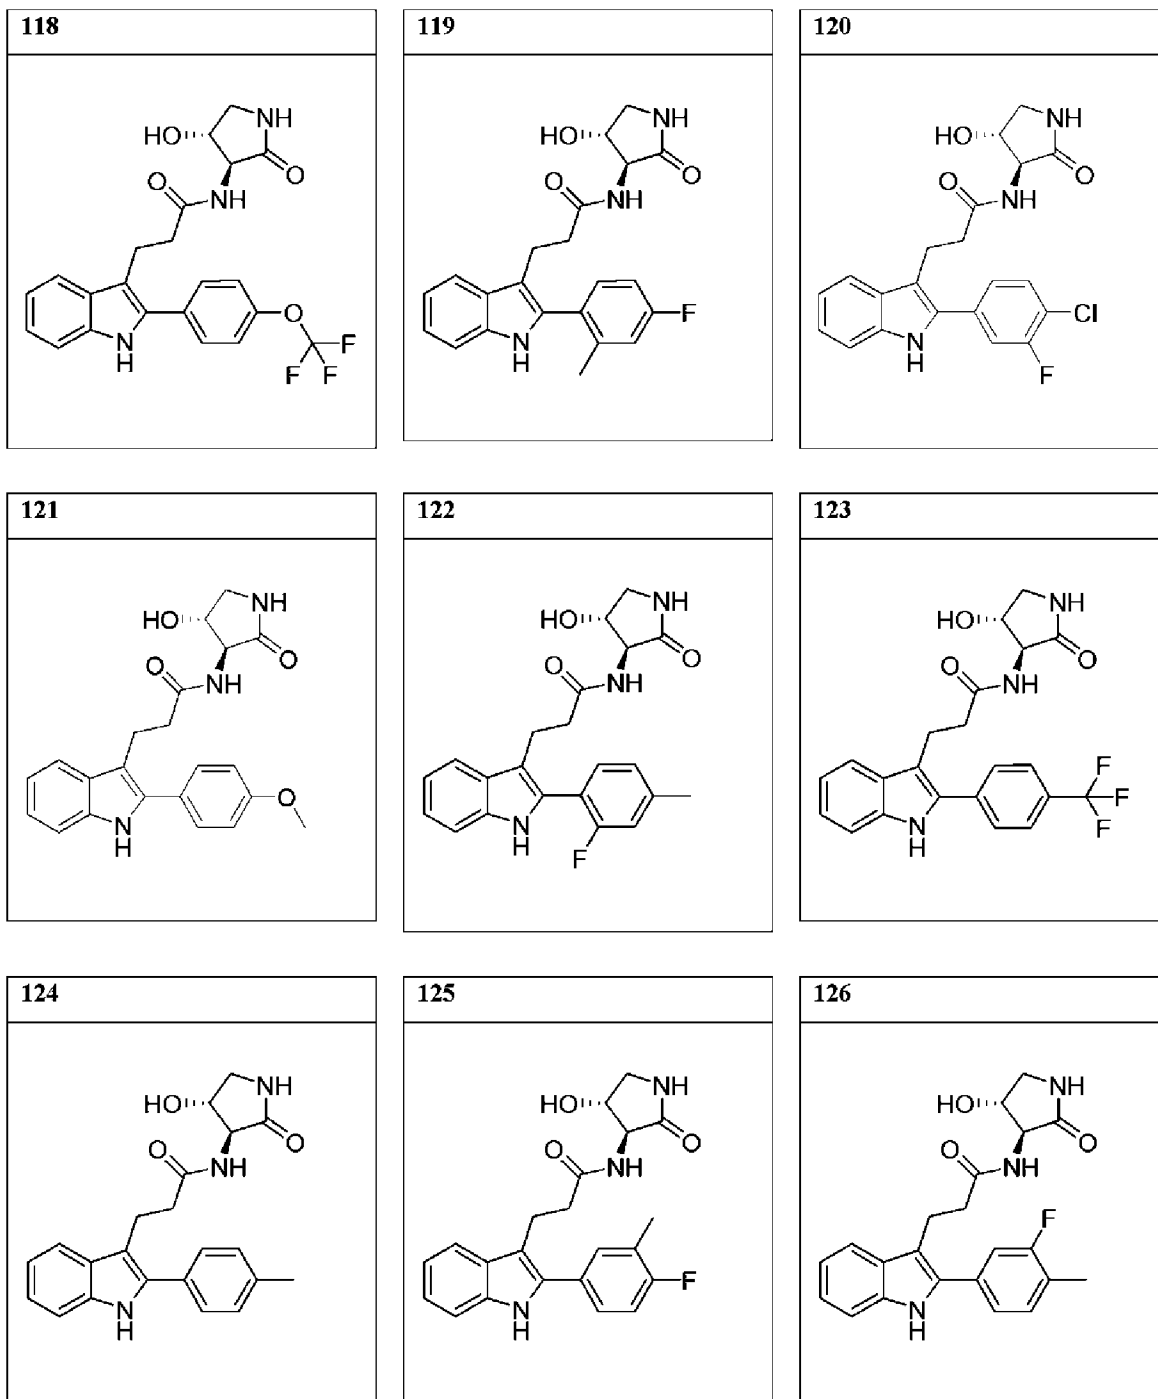 118 119 120
HO NH HO NH HO NH
O O O
O NH O NH O NH
O F Cl
N H F F F N H N H F
121 122 123
HO NH HO NH HO NH
O O O
O NH O NH O NH
O F F F
N H N H F N H
124 125 126
HO NH HO NH HO NH
O O O
O NH O NH O NH
F
F
N H N H N H